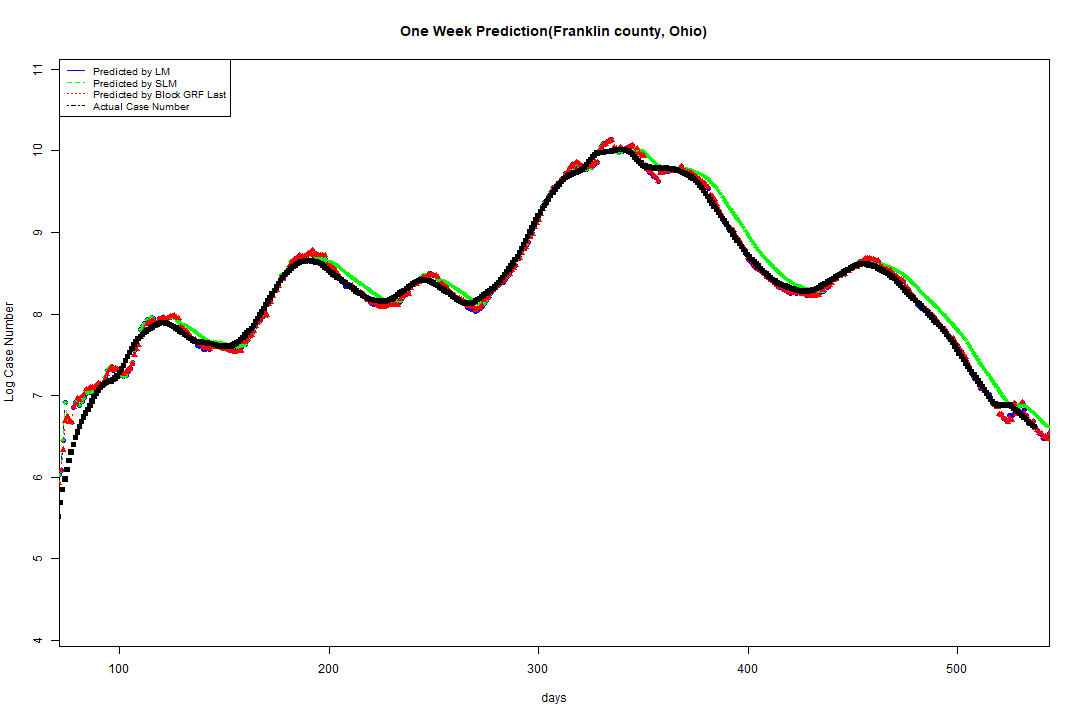 One Week Prediction(Franklin county, Ohio)
Predicted by LM
Predicted by SLM
Predicted by Block GRF Last
Actual Case Number
11
10
9
8
7
6
5
4
Log Case Number
100 200 300 400 500
days